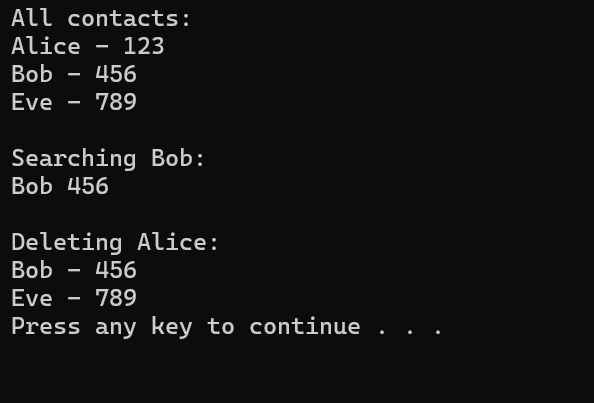 All contacts:
Alice - 123
Bob - 456
Eve - 789
Searching Bob:
Bob 456
Deleting Alice:
Bob - 456
Eve - 789
Press any key to continue . . .